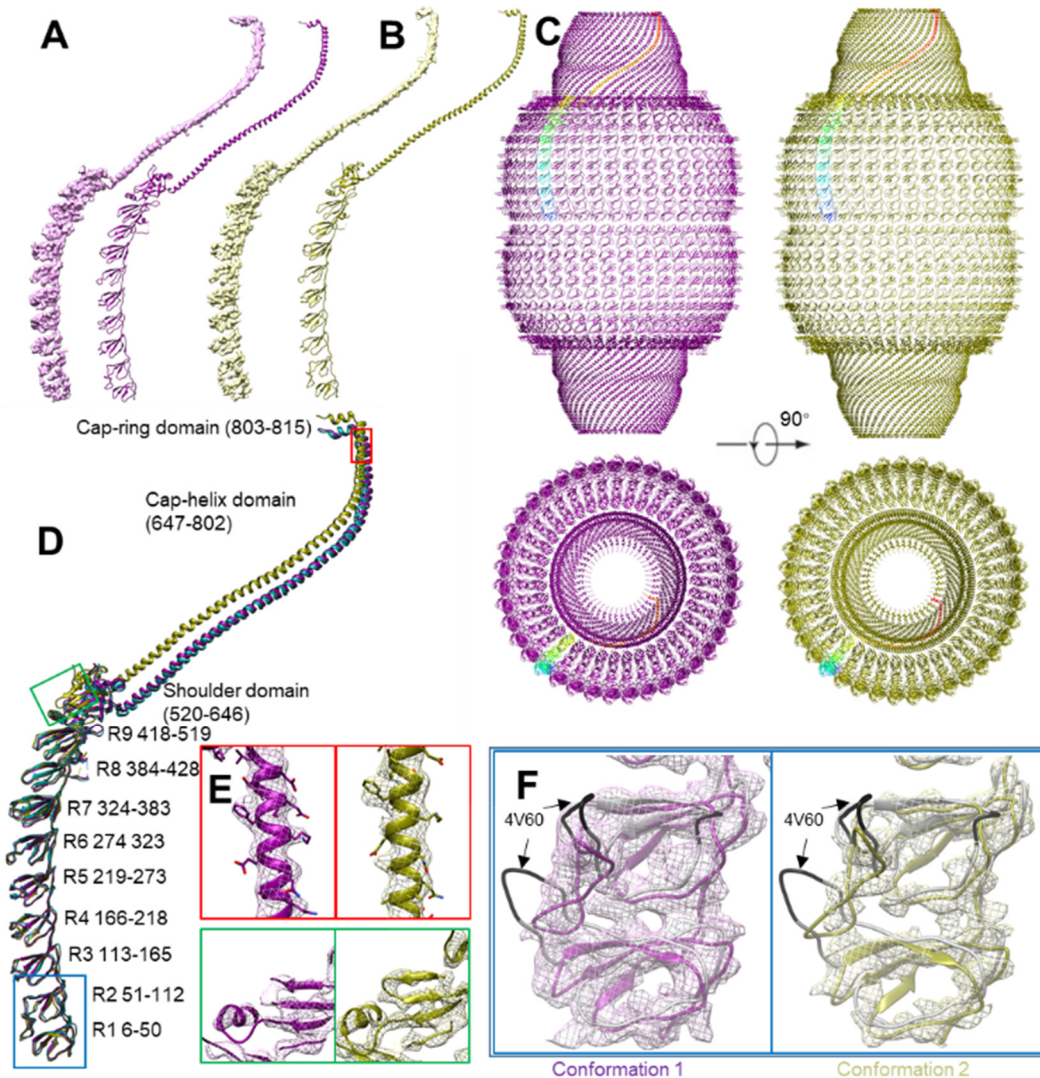 A
B
C
90°
Cap-ring domain (803-815)
Cap-helix domain
(647-802)
D
Shoulder domain
(520-646)
R9 418-519
R8 384-428
R7 324-383
R6 274 323
R5 219-273
R4 166-218
R3 113-165
R2 51-112
R1 6-50
E
F
4V60
4V60
Conformation 1
Conformation 2